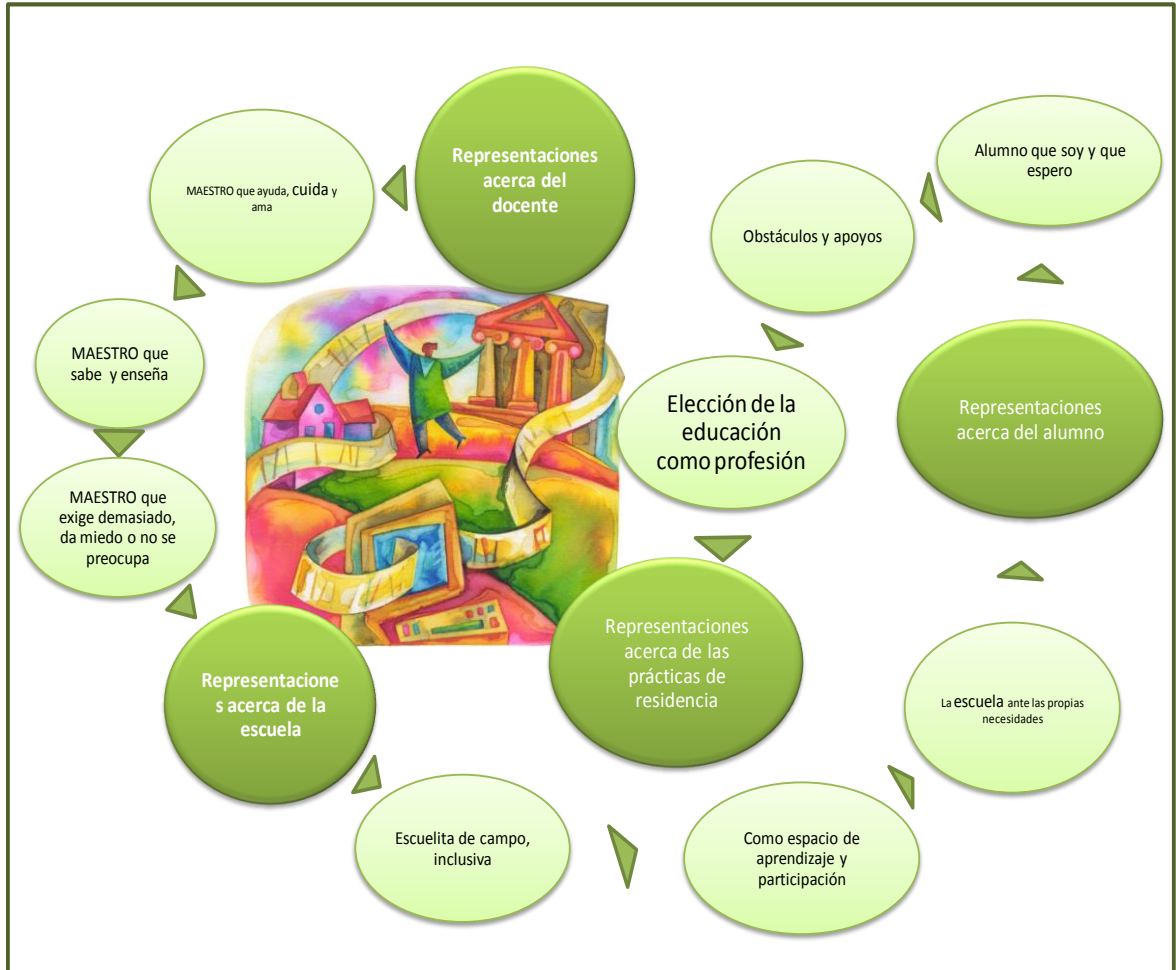 Representaciones
acerca del
docente
MAESTRO que ayuda, cuida y
ama
MAESTRO que
sabe y enseña
MAESTRO que
exige demasiado,
da miedo o no se
preocupa
Representacione
s acerca de la
escuela
Escuelita de campo,
inclusiva
Como espacio de
aprendizaje y
participación
La escuela ante las propias
necesidades
Representaciones
acerca del alumno
Alumno que soy y que
espero
Obstáculos y apoyos
Elección de la
educación
como profesión
Representaciones
acerca de las
prácticas de
residencia